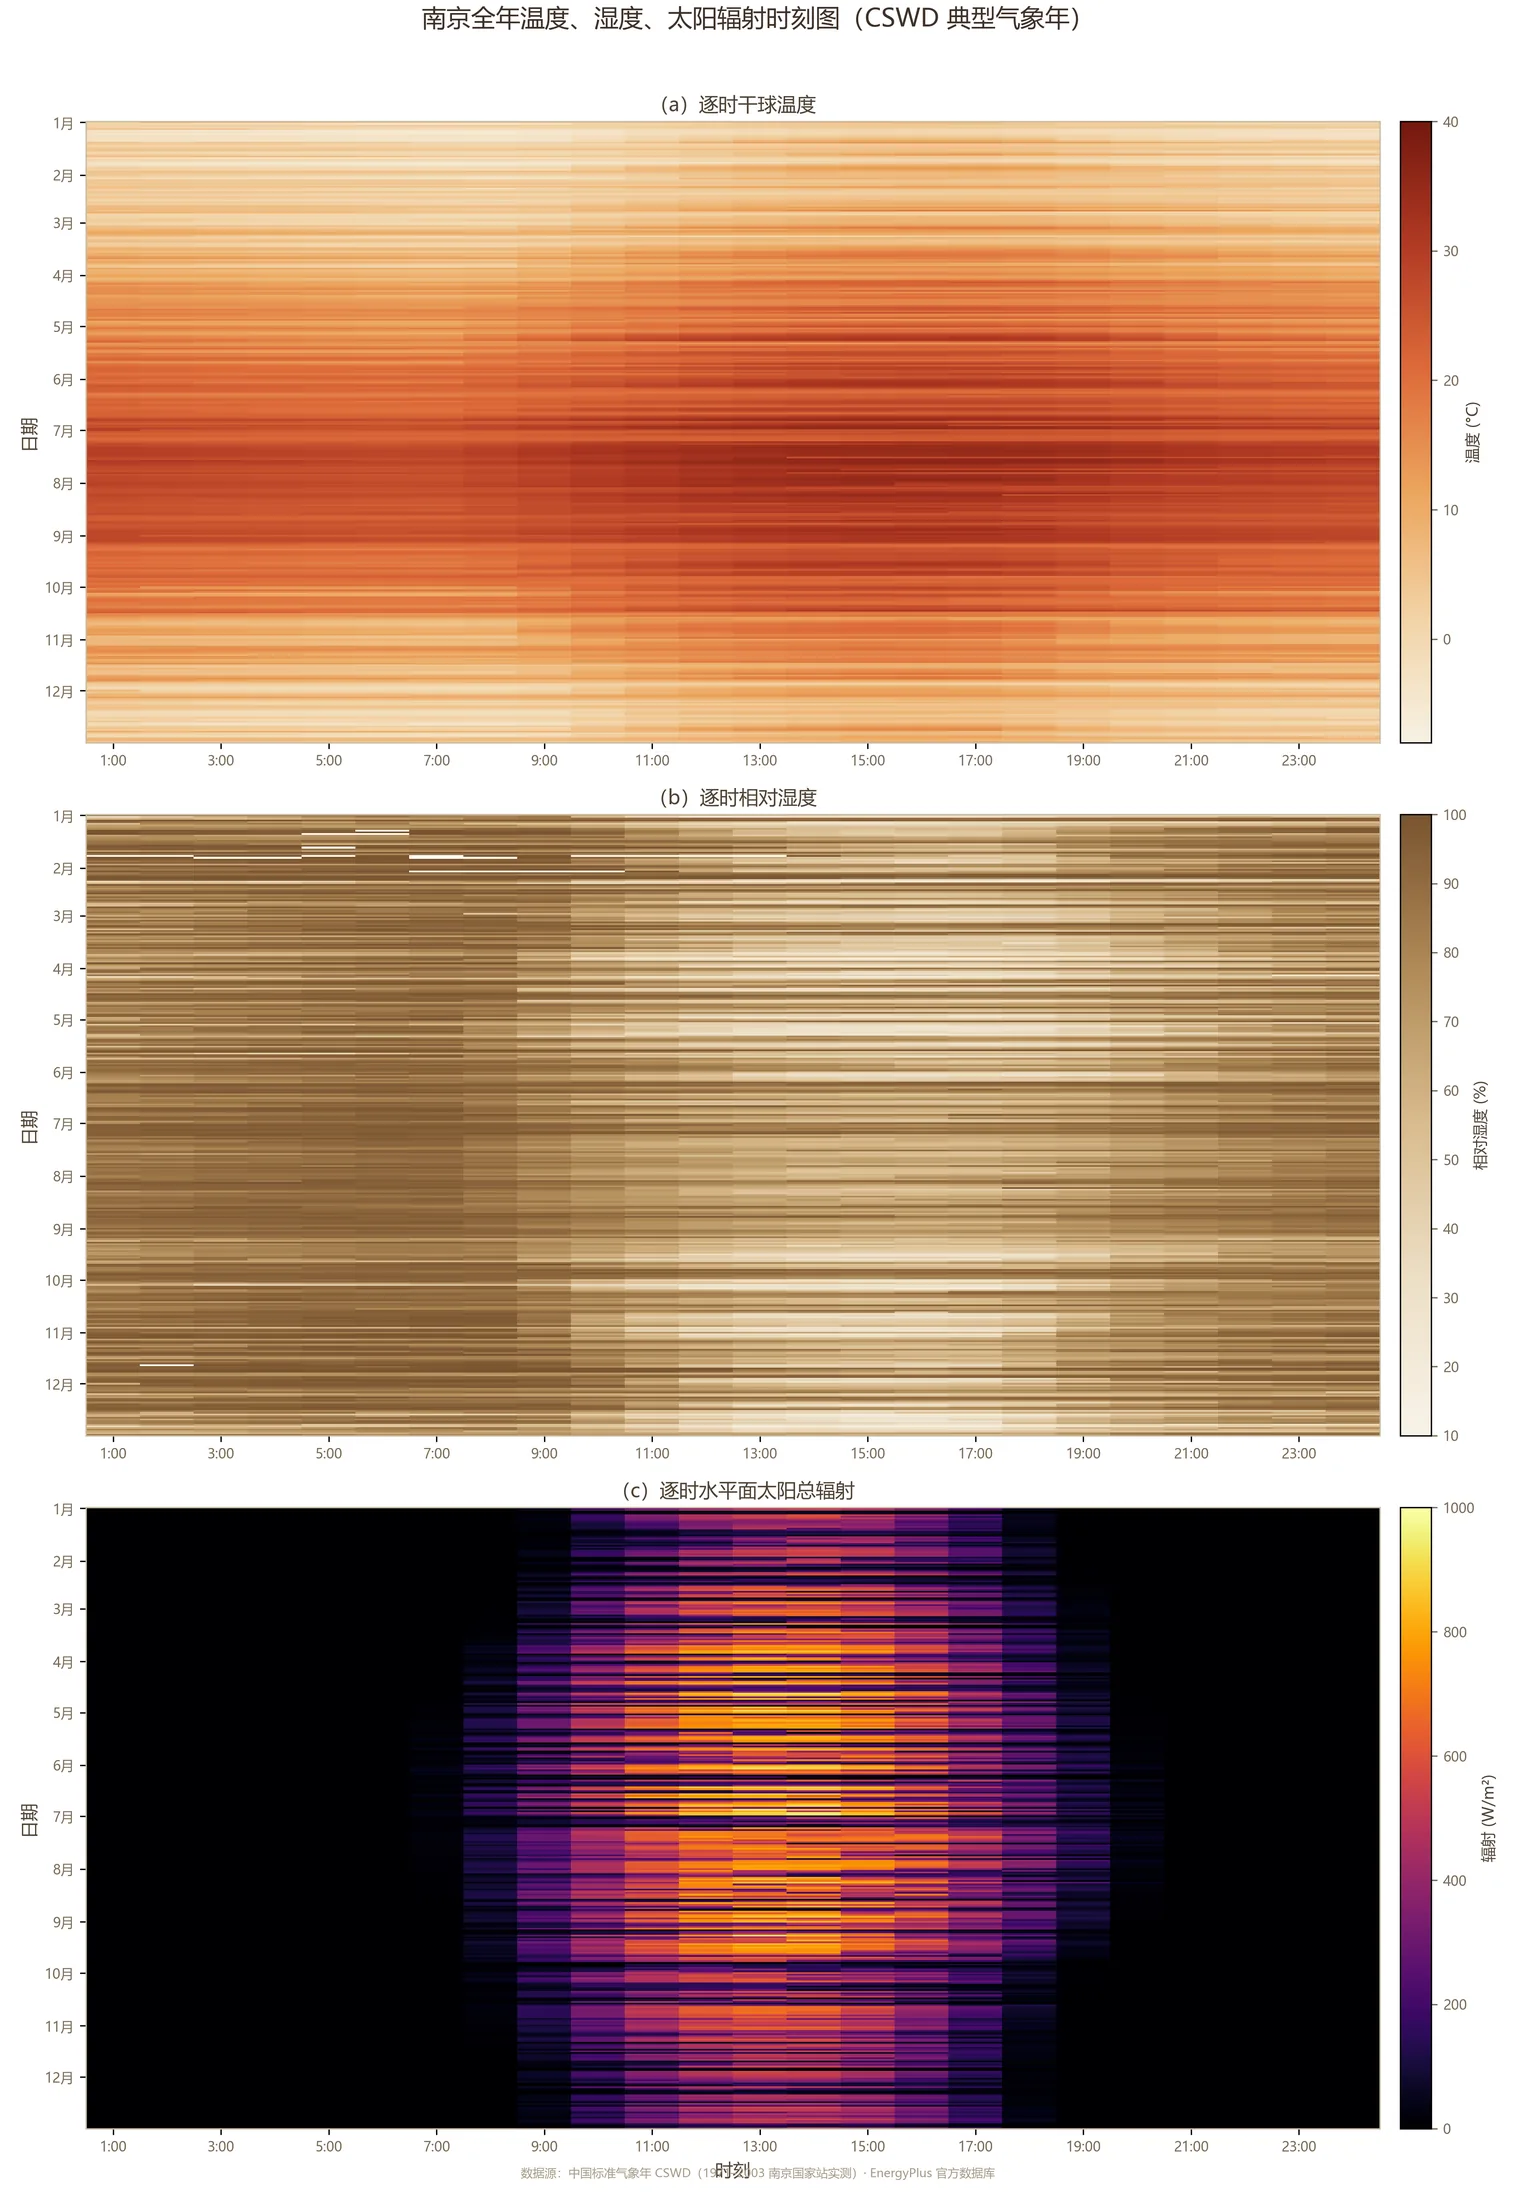 南京全年温度、湿度、太阳辐射时刻图（CSWD 典型气象年）
（a）逐时干球温度
1月
2月
3月
4月
5月
6月
7月
8月
9月
10月
11月
12月
日期
1:00 3:00 5:00 7:00 9:00 11:00 13:00 15:00 17:00 19:00 21:00 23:00
40
30
20
10
0
温度 (°C)
（b）逐时相对湿度
1月
2月
3月
4月
5月
6月
7月
8月
9月
10月
11月
12月
日期
1:00 3:00 5:00 7:00 9:00 11:00 13:00 15:00 17:00 19:00 21:00 23:00
100
90
80
70
60
50
40
30
20
10
相对湿度 (%)
（c）逐时水平面太阳总辐射
1月
2月
3月
4月
5月
6月
7月
8月
9月
10月
11月
12月
日期
1:00 3:00 5:00 7:00 9:00 11:00 13:00 15:00 17:00 19:00 21:00 23:00
1000
800
600
400
200
0
辐射 (W/m²)
时刻
数据源：中国标准气象年 CSWD（ 南京国家站实测）· EnergyPlus 官方数据库